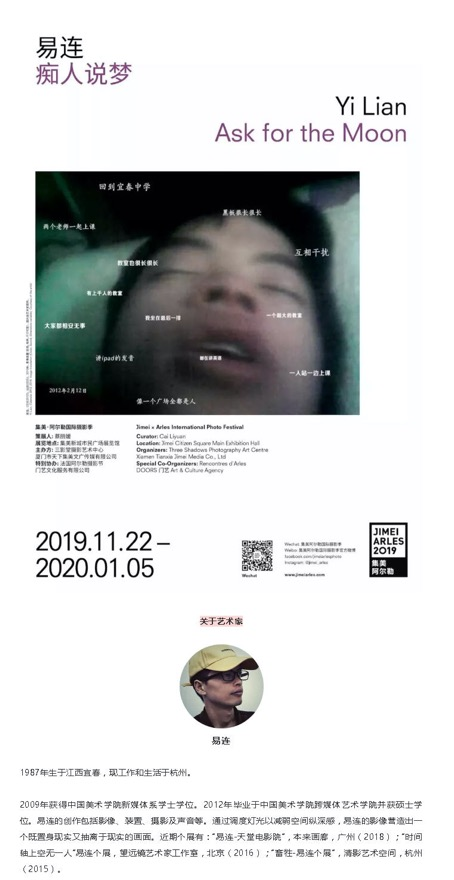 易连
痴人说梦
Yi Lian
Ask for the Moon
回到宜春中学
黑板很长很长
两个老师一起上课
互相干扰
教室也很长很长
有上千人的教室
我坐在最后一排
一个超大的教室
大家都相安无事
讲ipad的发音
一人站一边上课
2012年2月12日
像一个广场全都是人
集美·阿尔勒国际摄影季
策展人: 蔡丽媛
展览地点: 集美新城市民广场展览馆
主办方: 三影堂摄影艺术中心
厦门市天下集美文广传媒有限公司
特别协办: 法国阿尔勒摄影节
门艺文化服务有限公司
Jimei x Arles International Photo Festival
Curator: Cai Liyuan
Location: Jimei Citizen Square Main Exhibition Hall
Organizers: Three Shadows Photography Art Centre
Xiamen Tianxia Jimei Media Co., Ltd
Special Co-Organizers: Rencontres d'Arles
DOORS 门艺 Art & Culture Agency
2019.11.22 –
2020.01.05
Wechat
Wechat: 集美阿尔勒国际摄影季
Weibo: 集美阿尔勒国际摄影季官方微博
facebook.com/jimeiarlesphoto
Instagram: @jimei_arles
www.jimeiarles.com
JIMEI
ARLES
2019
集美
阿尔勒
关于艺术家
易连
1987年生于江西宜春，现工作和生活于杭州。
2009年获得中国美术学院新媒体系学士学位。2012年毕业于中国美术学院跨媒体艺术学院并获硕士学
位。易连的创作包括影像、装置、摄影及声音等。通过调度灯光以减弱空间纵深感，易连的影像营造出一
个既置身现实又抽离于现实的画面。近期个展有：“易连-天堂电影院”，本来画廊，广州（2018）；“时间
轴上空无一人”易连个展，望远镜艺术家工作室，北京（2016）；“畜牲-易连个展”，清影艺术空间，杭州
（2015）。